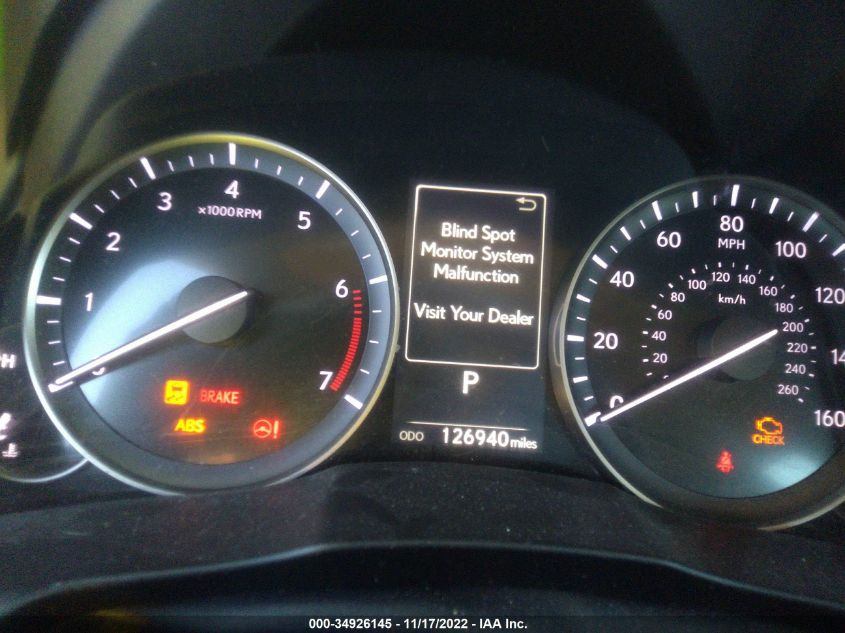 1
2
3
4
5
6
7
x1000RPM
BRAKE
ABS
!
Blind Spot
Monitor System
Malfunction
Visit Your Dealer
P
ODO 126940 miles
0
20
40
60
80
100
120
160
MPH
20
40
60
80
100
120
140
160
180
200
220
240
260
km/h
CHECK
000-34926145 - 11/17/2022 - IAA Inc.